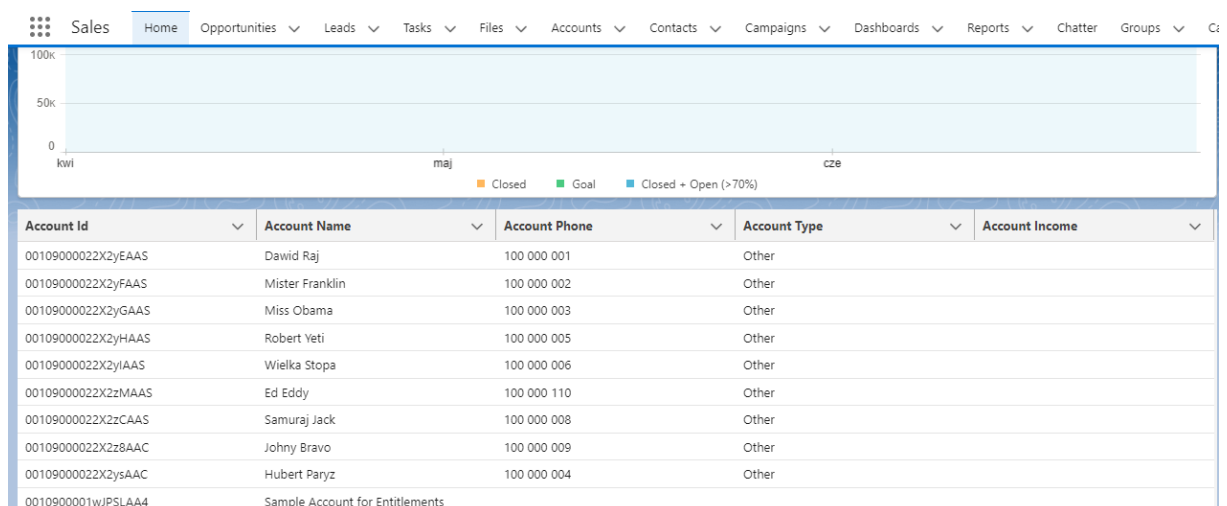 Sales Home Opportunities Leads Tasks Files Accounts Contacts Campaigns Dashboards Reports Chatter Groups
100K
50K
0
kwi maj cze
Closed Goal Closed + Open (>70%)
Account Id Account Name Account Phone Account Type Account Income
00109000022X2yEAAS Dawid Raj 100 000 001 Other
00109000022X2yFAAS Mister Franklin 100 000 002 Other
00109000022X2yGAAS Miss Obama 100 000 003 Other
00109000022X2yHAAS Robert Yeti 100 000 005 Other
00109000022X2yIAAS Wielka Stopa 100 000 006 Other
00109000022X2zMAAS Ed Eddy 100 000 110 Other
00109000022X2zCAAS Samuraj Jack 100 000 008 Other
00109000022X2z8AAC Johny Bravo 100 000 009 Other
00109000022X2ysAAC Hubert Paryz 100 000 004 Other
0010900001wJPSLAA4 Sample Account for Entitlements